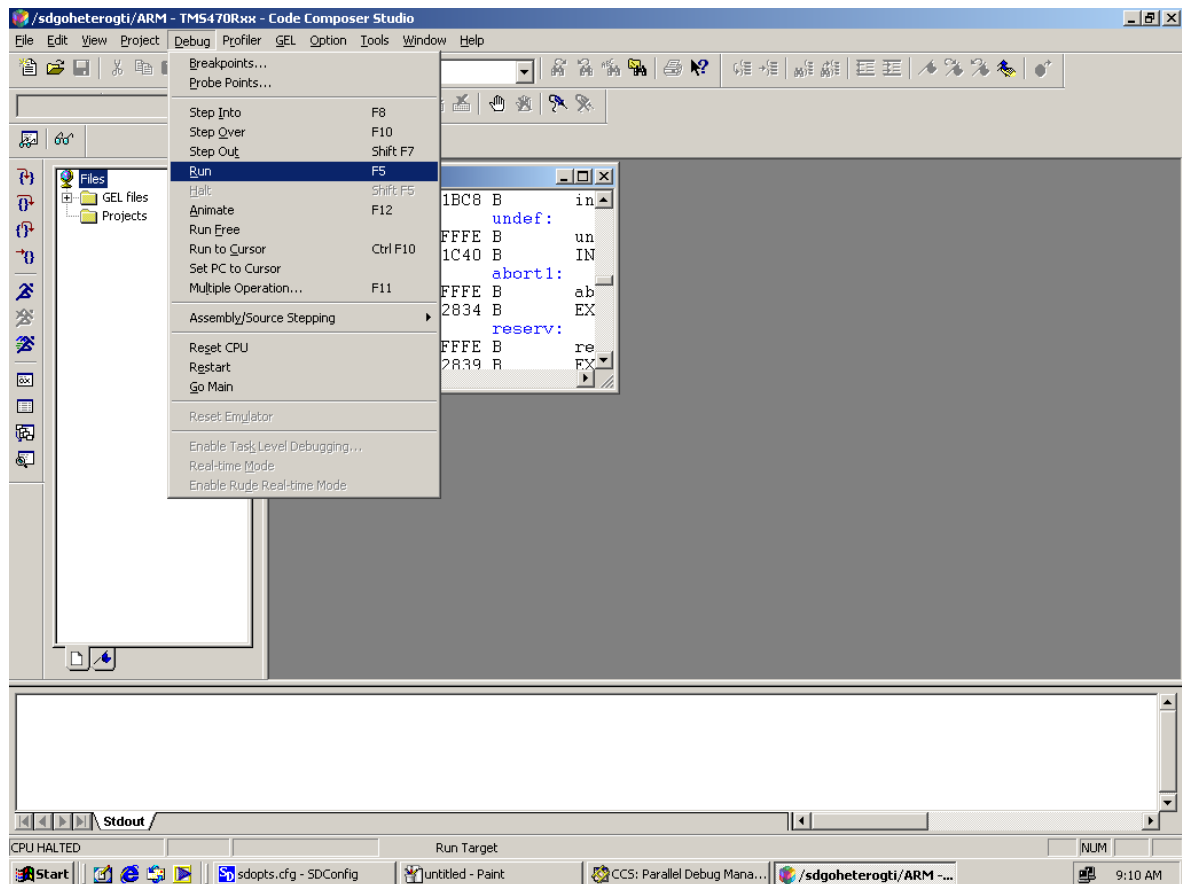 /sdgoheterogti/ARM - TMS470Rxx - Code Composer Studio
File Edit View Project Debug Profiler GEL Option Tools Window Help
Breakpoints...
Probe Points...
Step Into F8
Step Over F10
Step Out Shift F7
Run F5
Halt Shift F5
Animate F12
Run Free
Run to Cursor Ctrl F10
Set PC to Cursor
Multiple Operation... F11
Assembly/Source Stepping
Reset CPU
Restart
Go Main
Reset Emulator
Enable Task Level Debugging...
Real-time Mode
Enable Rude Real-time Mode
Files
GEL files
Projects
1BC8 B in
undef:
FFFE B un
1C40 B IN
abort1:
FFFE B ab
2834 B EX
reserv:
FFFE B re
2839 B EX
Stdout
CPU HALTED Run Target NUM
Start sdopts.cfg - SDConfig untitled - Paint CCS: Parallel Debug Mana... /sdgoheterogti/ARM -... 9:10 AM